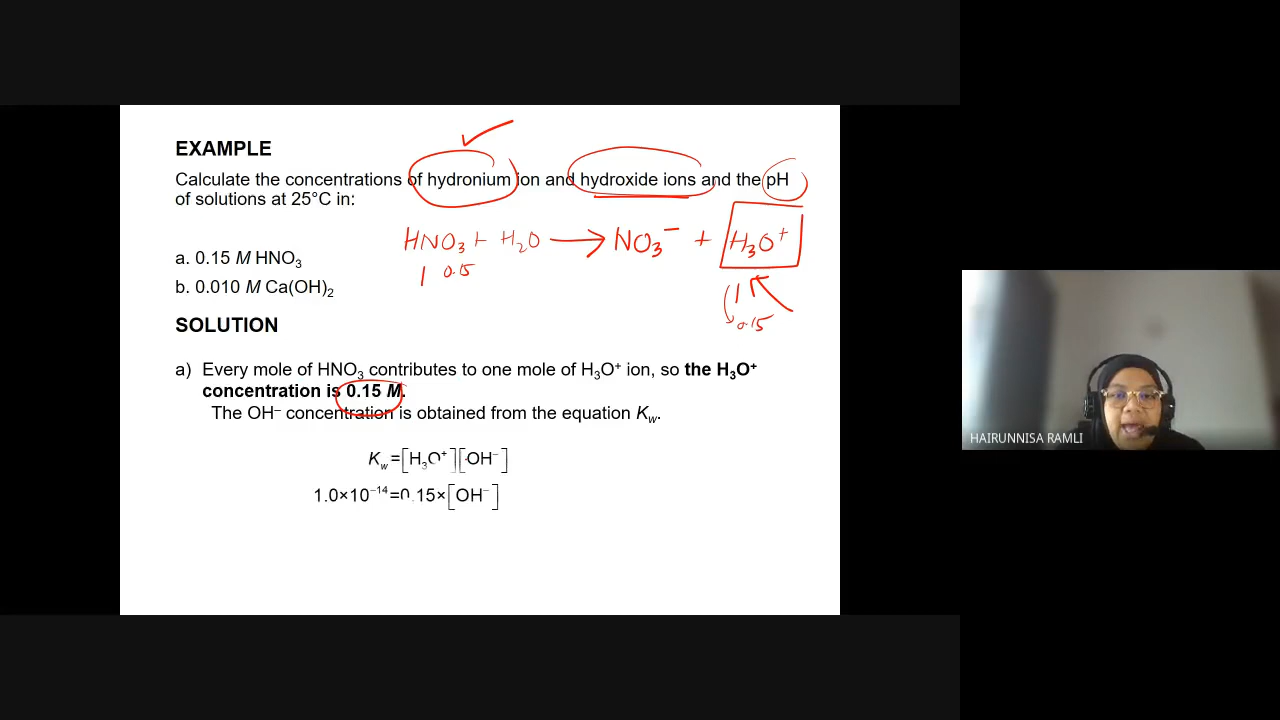 EXAMPLE
Calculate the concentrations of hydronium ion and hydroxide ions and the pH
of solutions at 25°C in:
HNO₃ + H₂O → NO₃⁻ + H₃O⁺
a. 0.15 M HNO₃
1 0.15
1
b. 0.010 M Ca(OH)₂
0.15
SOLUTION
a) Every mole of HNO₃ contributes to one mole of H₃O⁺ ion, so the H₃O⁺
concentration is 0.15 M.
The OH⁻ concentration is obtained from the equation Kw.
Kw=[H₃O⁺][OH⁻]
1.0×10⁻¹⁴=0.15×[OH⁻]
HAIRUNNISA RAMLI